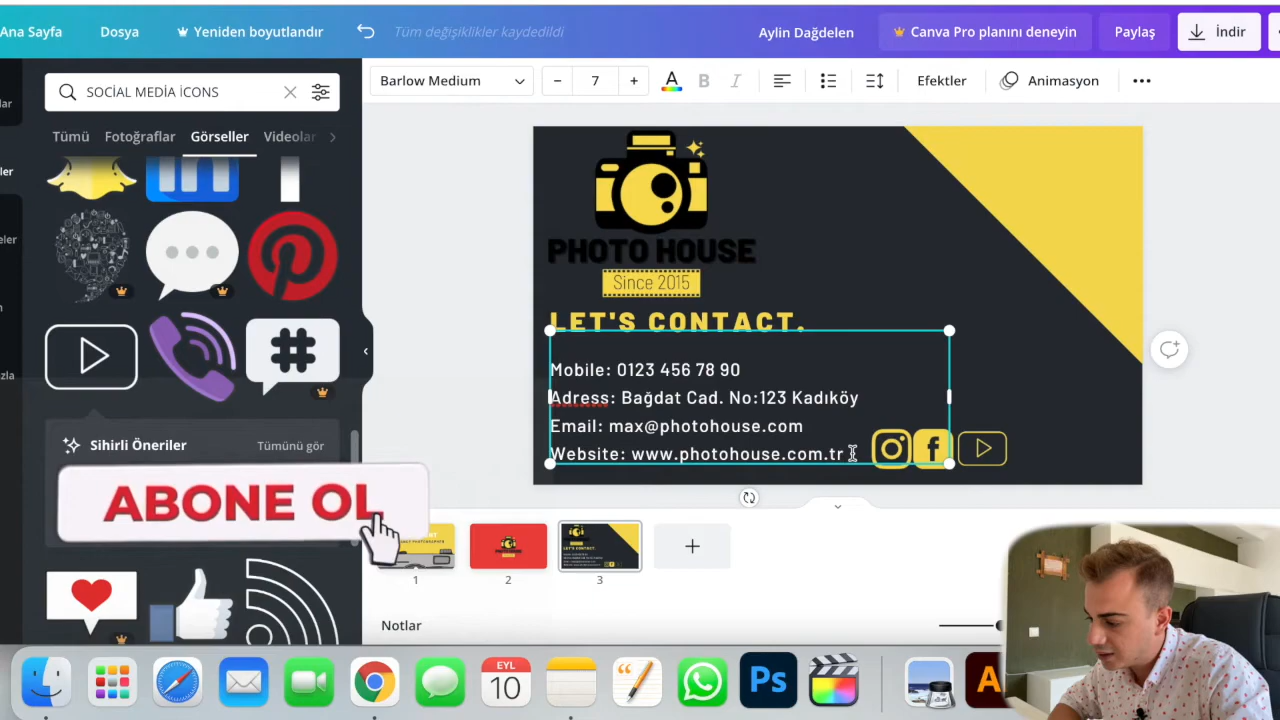 Ana Sayfa
Dosya
Yeniden boyutlandır
Tüm değişiklikler kaydedildi
Aylin Dağdelen
Canva Pro planını deneyin
Paylaş
İndir
SOCİAL MEDİA İCONS
Barlow Medium
7
A
B
I
Efektler
Animasyon
Tümü
Fotoğraflar
Görseller
Videolar
PHOTO HOUSE
Since 2015
LET'S CONTACT.
Mobile: 0123 456 78 90
Adress: Bağdat Cad. No:123 Kadıköy
Email: max@photohouse.com
Website: www.photohouse.com.tr
Sihirli Öneriler
Tümünü gör
ABONE OL
1
2
3
Notlar
EYL
10
Ps